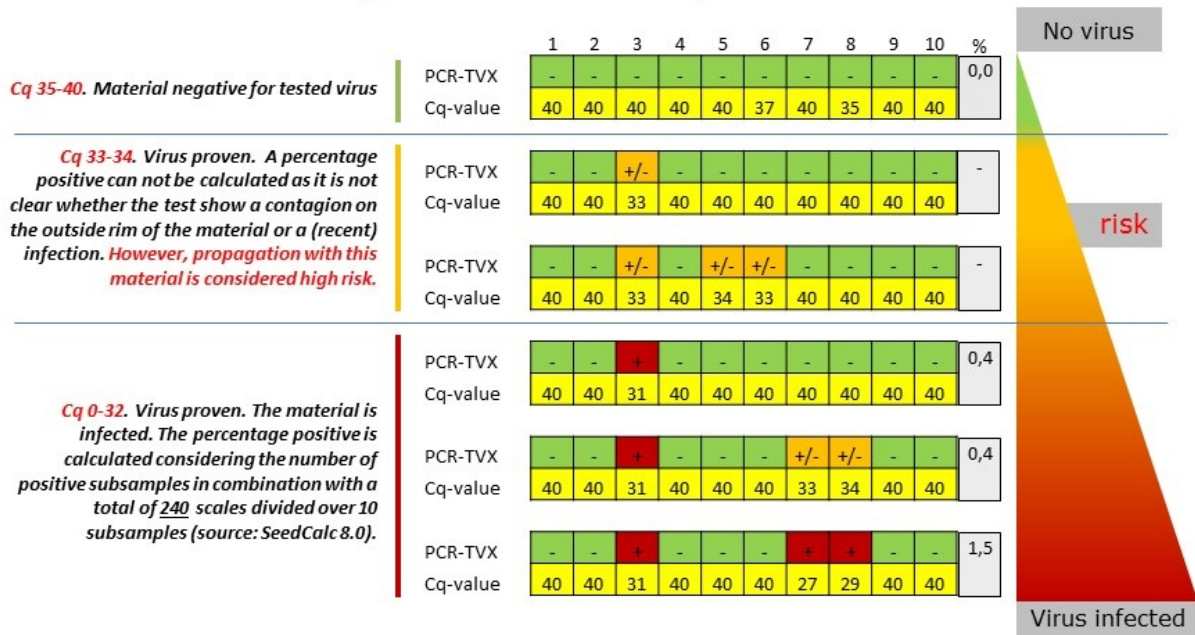 1 2 3 4 5 6 7 8 9 10 %
No virus
Cq 35-40. Material negative for tested virus
PCR-TVX - - - - - - - - - - 0,0
Cq-value 40 40 40 40 40 37 40 35 40 40
Cq 33-34. Virus proven. A percentage
positive can not be calculated as it is not
clear whether the test show a contagion on
the outside rim of the material or a (recent)
infection. However, propagation with this
material is considered high risk.
PCR-TVX - - +/- - - - - - - - -
Cq-value 40 40 33 40 40 40 40 40 40 40
PCR-TVX - - +/- - +/- +/- - - - - -
Cq-value 40 40 33 40 34 33 40 40 40 40
risk
Cq 0-32. Virus proven. The material is
infected. The percentage positive is
calculated considering the number of
positive subsamples in combination with a
total of 240 scales divided over 10
subsamples (source: SeedCalc 8.0).
PCR-TVX - - + - - - - - - - 0,4
Cq-value 40 40 31 40 40 40 40 40 40 40
PCR-TVX - - + - - - +/- +/- - - 0,4
Cq-value 40 40 31 40 40 40 33 34 40 40
PCR-TVX - - + - - - + + - - 1,5
Cq-value 40 40 31 40 40 40 27 29 40 40
Virus infected